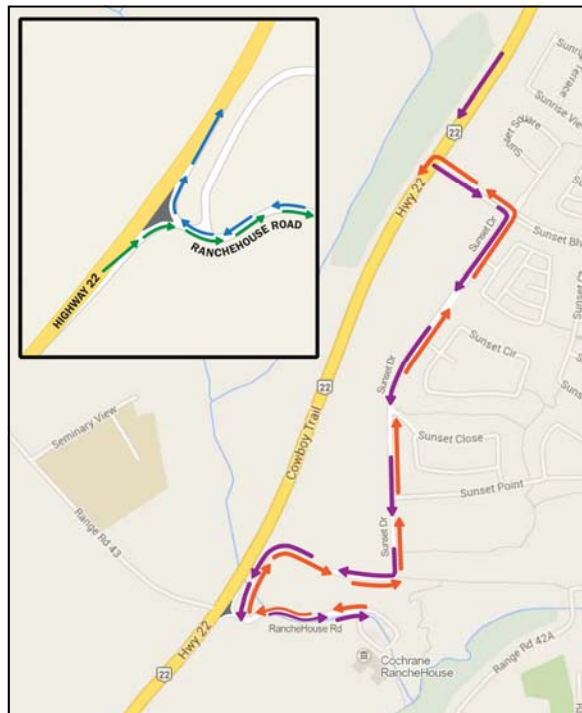 HIGHWAY 22
RANCHEHOUSE ROAD
22
Hwy 22
Sunrise View
Terrace
Sunset Dr
Sunset Blv
Sunset Cir
Sunset Dr
Sunset Close
Sunset Point
Sunset Dr
22
Cowboy Trail
Seminary View
Range Rd 43
Hwy 22
22
RancheHouse Rd
Cochrane
RancheHouse
Range Rd 42A